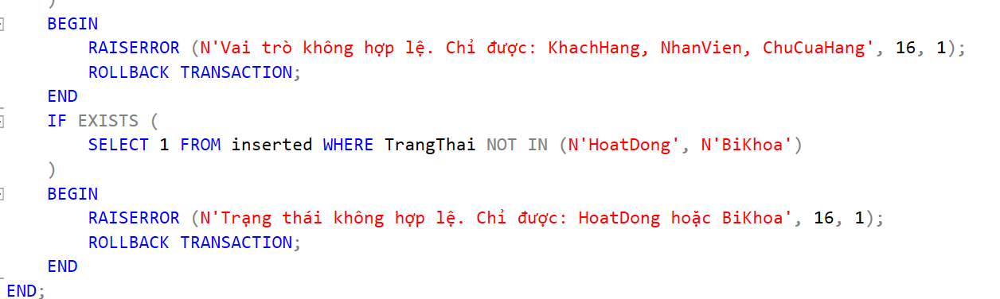 )
BEGIN
RAISERROR (N'Vai trò không hợp lệ. Chỉ được: KhachHang, NhanVien, ChuCuaHang', 16, 1);
ROLLBACK TRANSACTION;
END
IF EXISTS (
SELECT 1 FROM inserted WHERE TrangThai NOT IN (N'HoatDong', N'BiKhoa')
)
BEGIN
RAISERROR (N'Trạng thái không hợp lệ. Chỉ được: HoatDong hoặc BiKhoa', 16, 1);
ROLLBACK TRANSACTION;
END
END;